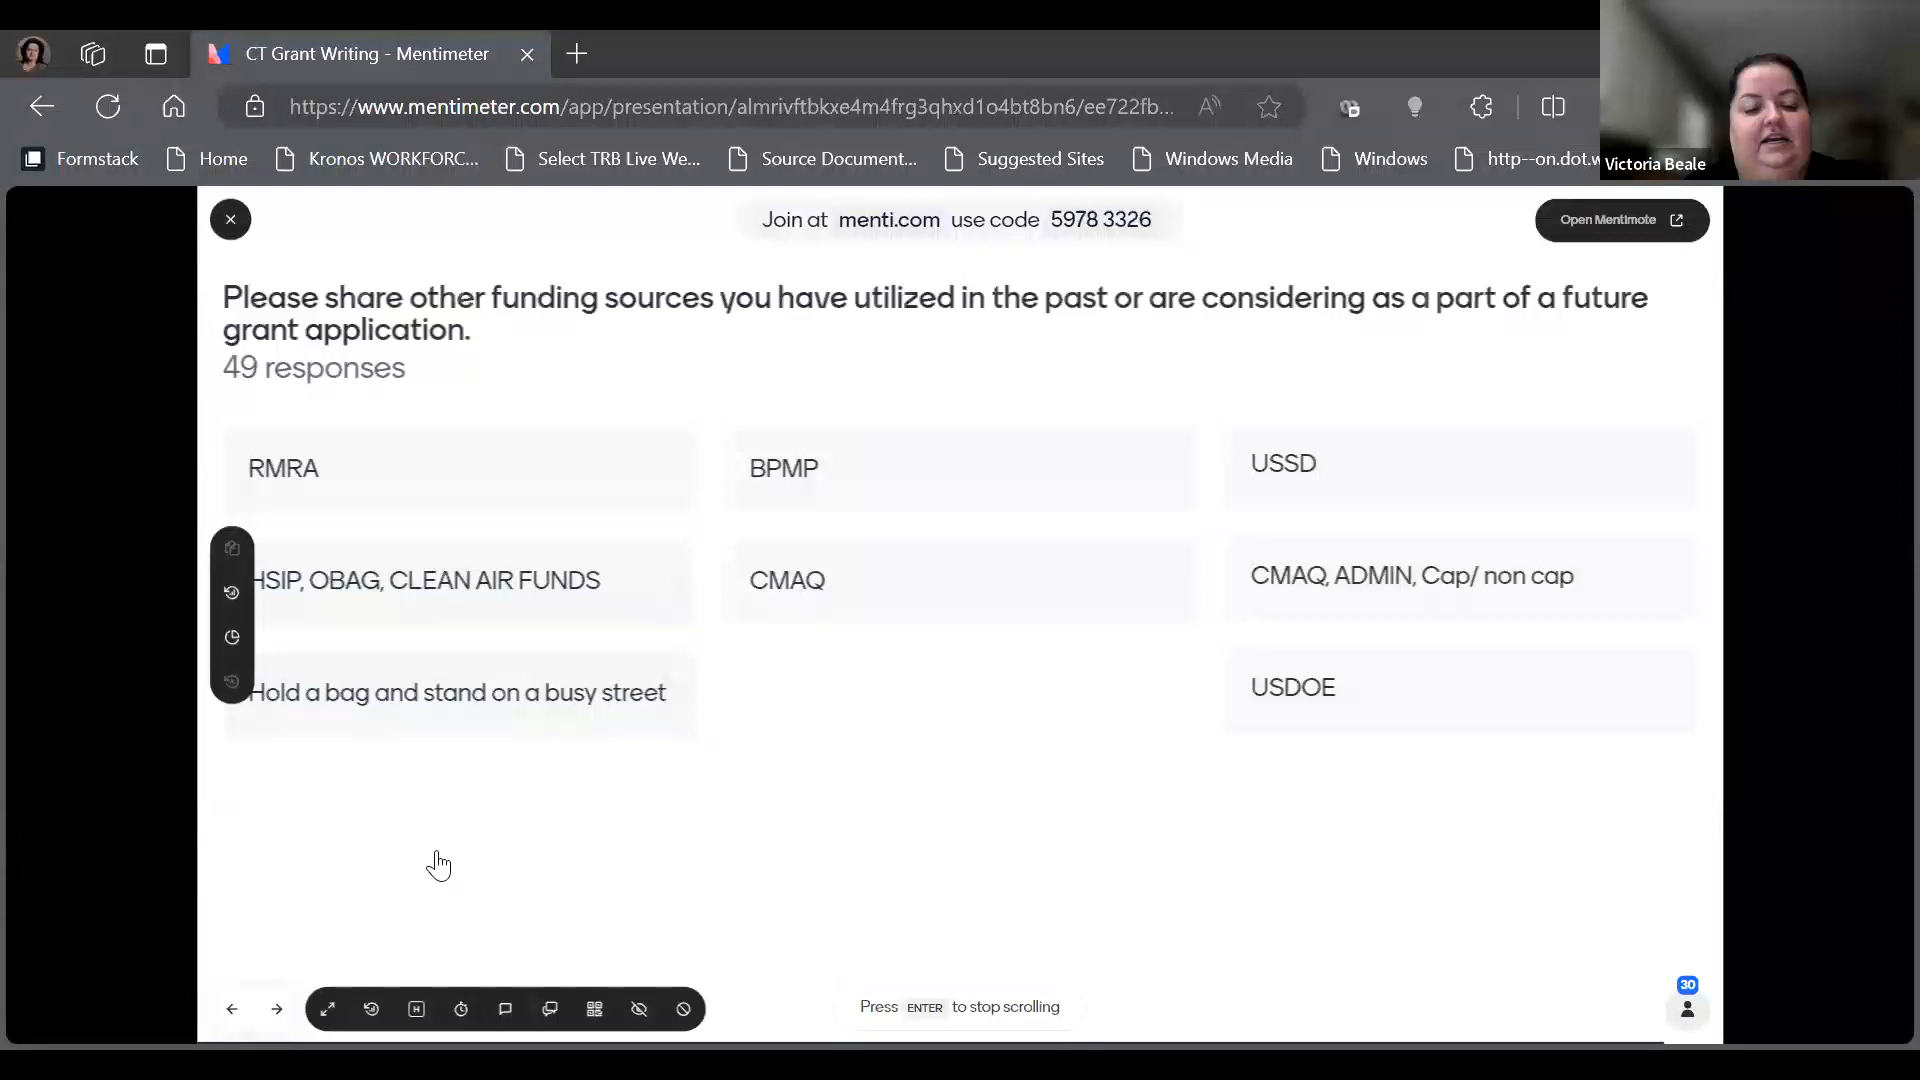 CT Grant Writing - Mentimeter
https://www.mentimeter.com/app/presentation/almrivftbkxe4m4frg3qhxd1o4bt8bn6/ee722fb...
Formstack
Home
Kronos WORKFORC...
Select TRB Live We...
Source Document...
Suggested Sites
Windows Media
Windows
http--on.dot.w
Victoria Beale
Join at menti.com use code 5978 3326
Open Mentimote
Please share other funding sources you have utilized in the past or are considering as a part of a future
grant application.
49 responses
RMRA
BPMP
USSD
HSIP, OBAG, CLEAN AIR FUNDS
CMAQ
CMAQ, ADMIN, Cap/ non cap
Hold a bag and stand on a busy street
USDOE
Press ENTER to stop scrolling
30